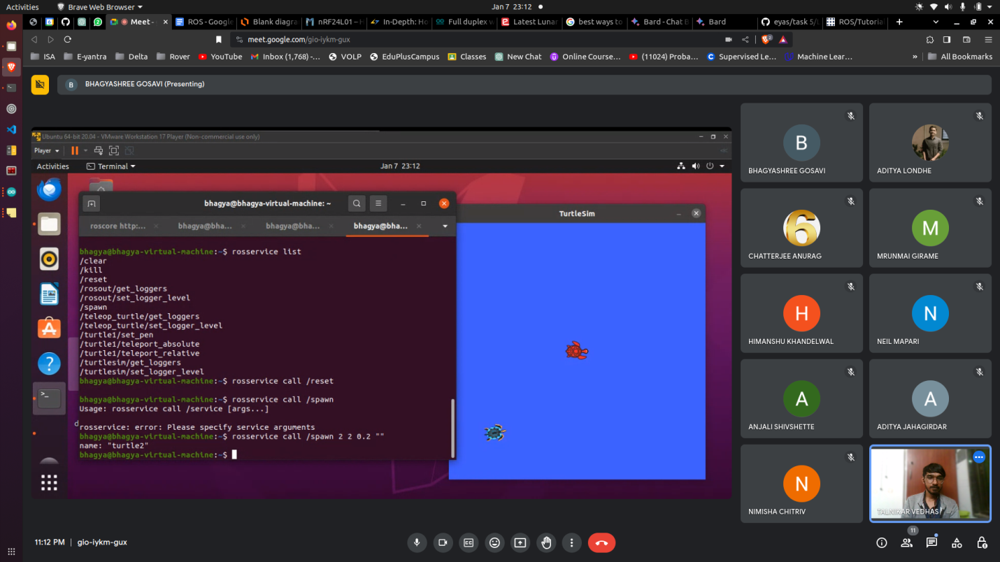 Activities
Brave Web Browser
Jan 7 23:12
Meet -
ROS - Google
Blank diagra
nRF24L01 – H
In-Depth: Ho
Full duplex w
Latest Lunar
best ways to
Bard - Chat B
Bard
eyas/task 5/L
ROS/Tutorial
meet.google.com/gio-iykm-gux
ISA
E-yantra
Delta
Rover
YouTube
Inbox (1,768) -...
VOLP
EduPlusCampus
Classes
New Chat
Online Course...
(11024) Proba...
Supervised Le...
Machine Lear...
»
All Bookmarks
B
BHAGYASHREE GOSAVI (Presenting)
Ubuntu 64-bit 20.04 - VMware Workstation 17 Player (Non-commercial use only)
Player
Activities
Terminal
Jan 7 23:12
bhagya@bhagya-virtual-machine: ~
roscore http:...
bhagya@bha...
bhagya@bha...
bhagya@bha...
TurtleSim
bhagya@bhagya-virtual-machine:~$ rosservice list
/clear
/kill
/reset
/rosout/get_loggers
/rosout/set_logger_level
/spawn
/teleop_turtle/get_loggers
/teleop_turtle/set_logger_level
/turtle1/set_pen
/turtle1/teleport_absolute
/turtle1/teleport_relative
/turtlesim/get_loggers
/turtlesim/set_logger_level
bhagya@bhagya-virtual-machine:~$ rosservice call /reset
bhagya@bhagya-virtual-machine:~$ rosservice call /spawn
Usage: rosservice call /service [args...]
rosservice: error: Please specify service arguments
bhagya@bhagya-virtual-machine:~$ rosservice call /spawn 2 2 0.2 ""
name: "turtle2"
bhagya@bhagya-virtual-machine:~$
B
BHAGYASHREE GOSAVI
ADITYA LONDHE
6
CHATTERJEE ANURAG
M
MRUNMAI GIRAME
H
HIMANSHU KHANDELWAL
N
NEIL MAPARI
A
ANJALI SHIVSHETTE
A
ADITYA JAHAGIRDAR
N
NIMISHA CHITRIV
TALNIKAR VEDHAS
11:12 PM | gio-iykm-gux
11